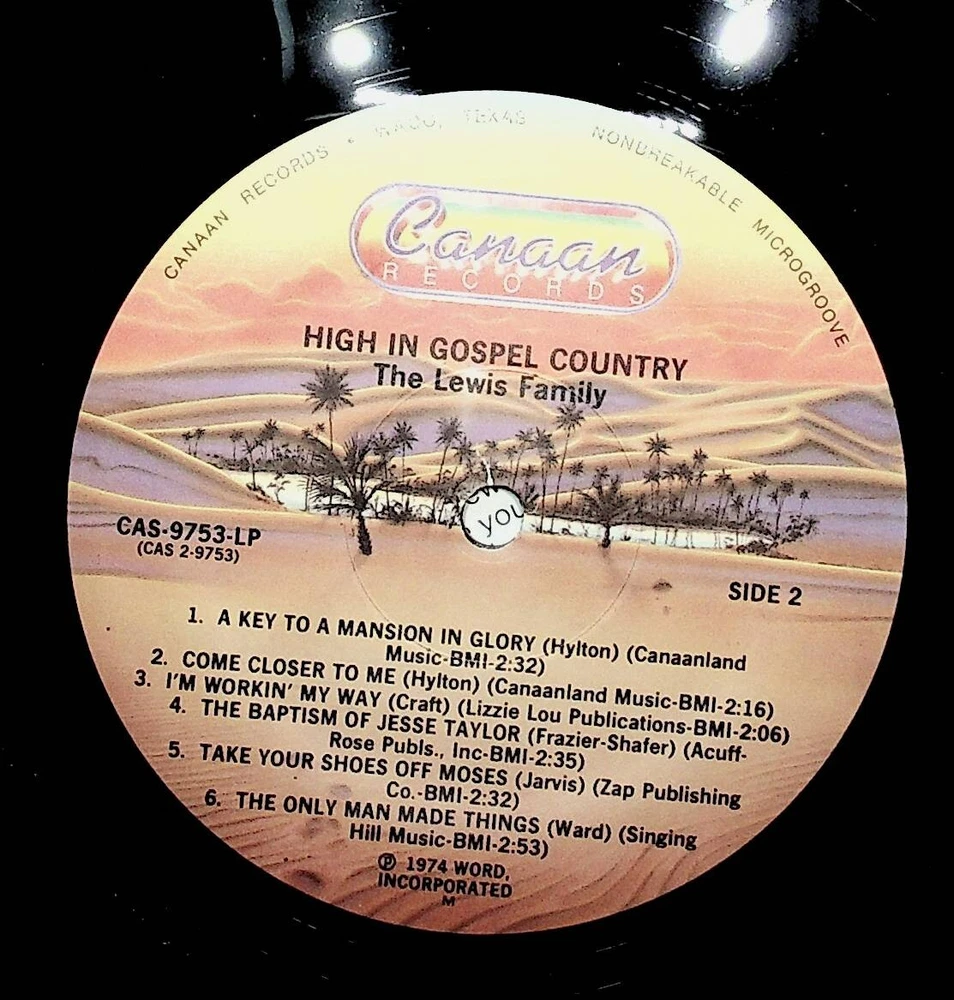 CANAAN RECORDS • WACO, TEXAS NONBREAKABLE MICROGROOVE
Canaan
RECORDS
HIGH IN GOSPEL COUNTRY
The Lewis Family
you
CAS-9753-LP
(CAS 2-9753)
SIDE 2
1. A KEY TO A MANSION IN GLORY (Hylton) (Canaanland
Music-BMI-2:32)
2. COME CLOSER TO ME (Hylton) (Canaanland Music-BMI-2:16)
3. I'M WORKIN' MY WAY (Craft) (Lizzie Lou Publications-BMI-2:06)
4. THE BAPTISM OF JESSE TAYLOR (Frazier-Shafer) (Acuff-
Rose Publs., Inc-BMI-2:35)
5. TAKE YOUR SHOES OFF MOSES (Jarvis) (Zap Publishing
Co.-BMI-2:32)
6. THE ONLY MAN MADE THINGS (Ward) (Singing
Hill Music-BMI-2:53)
℗ 1974 WORD,
INCORPORATED
M